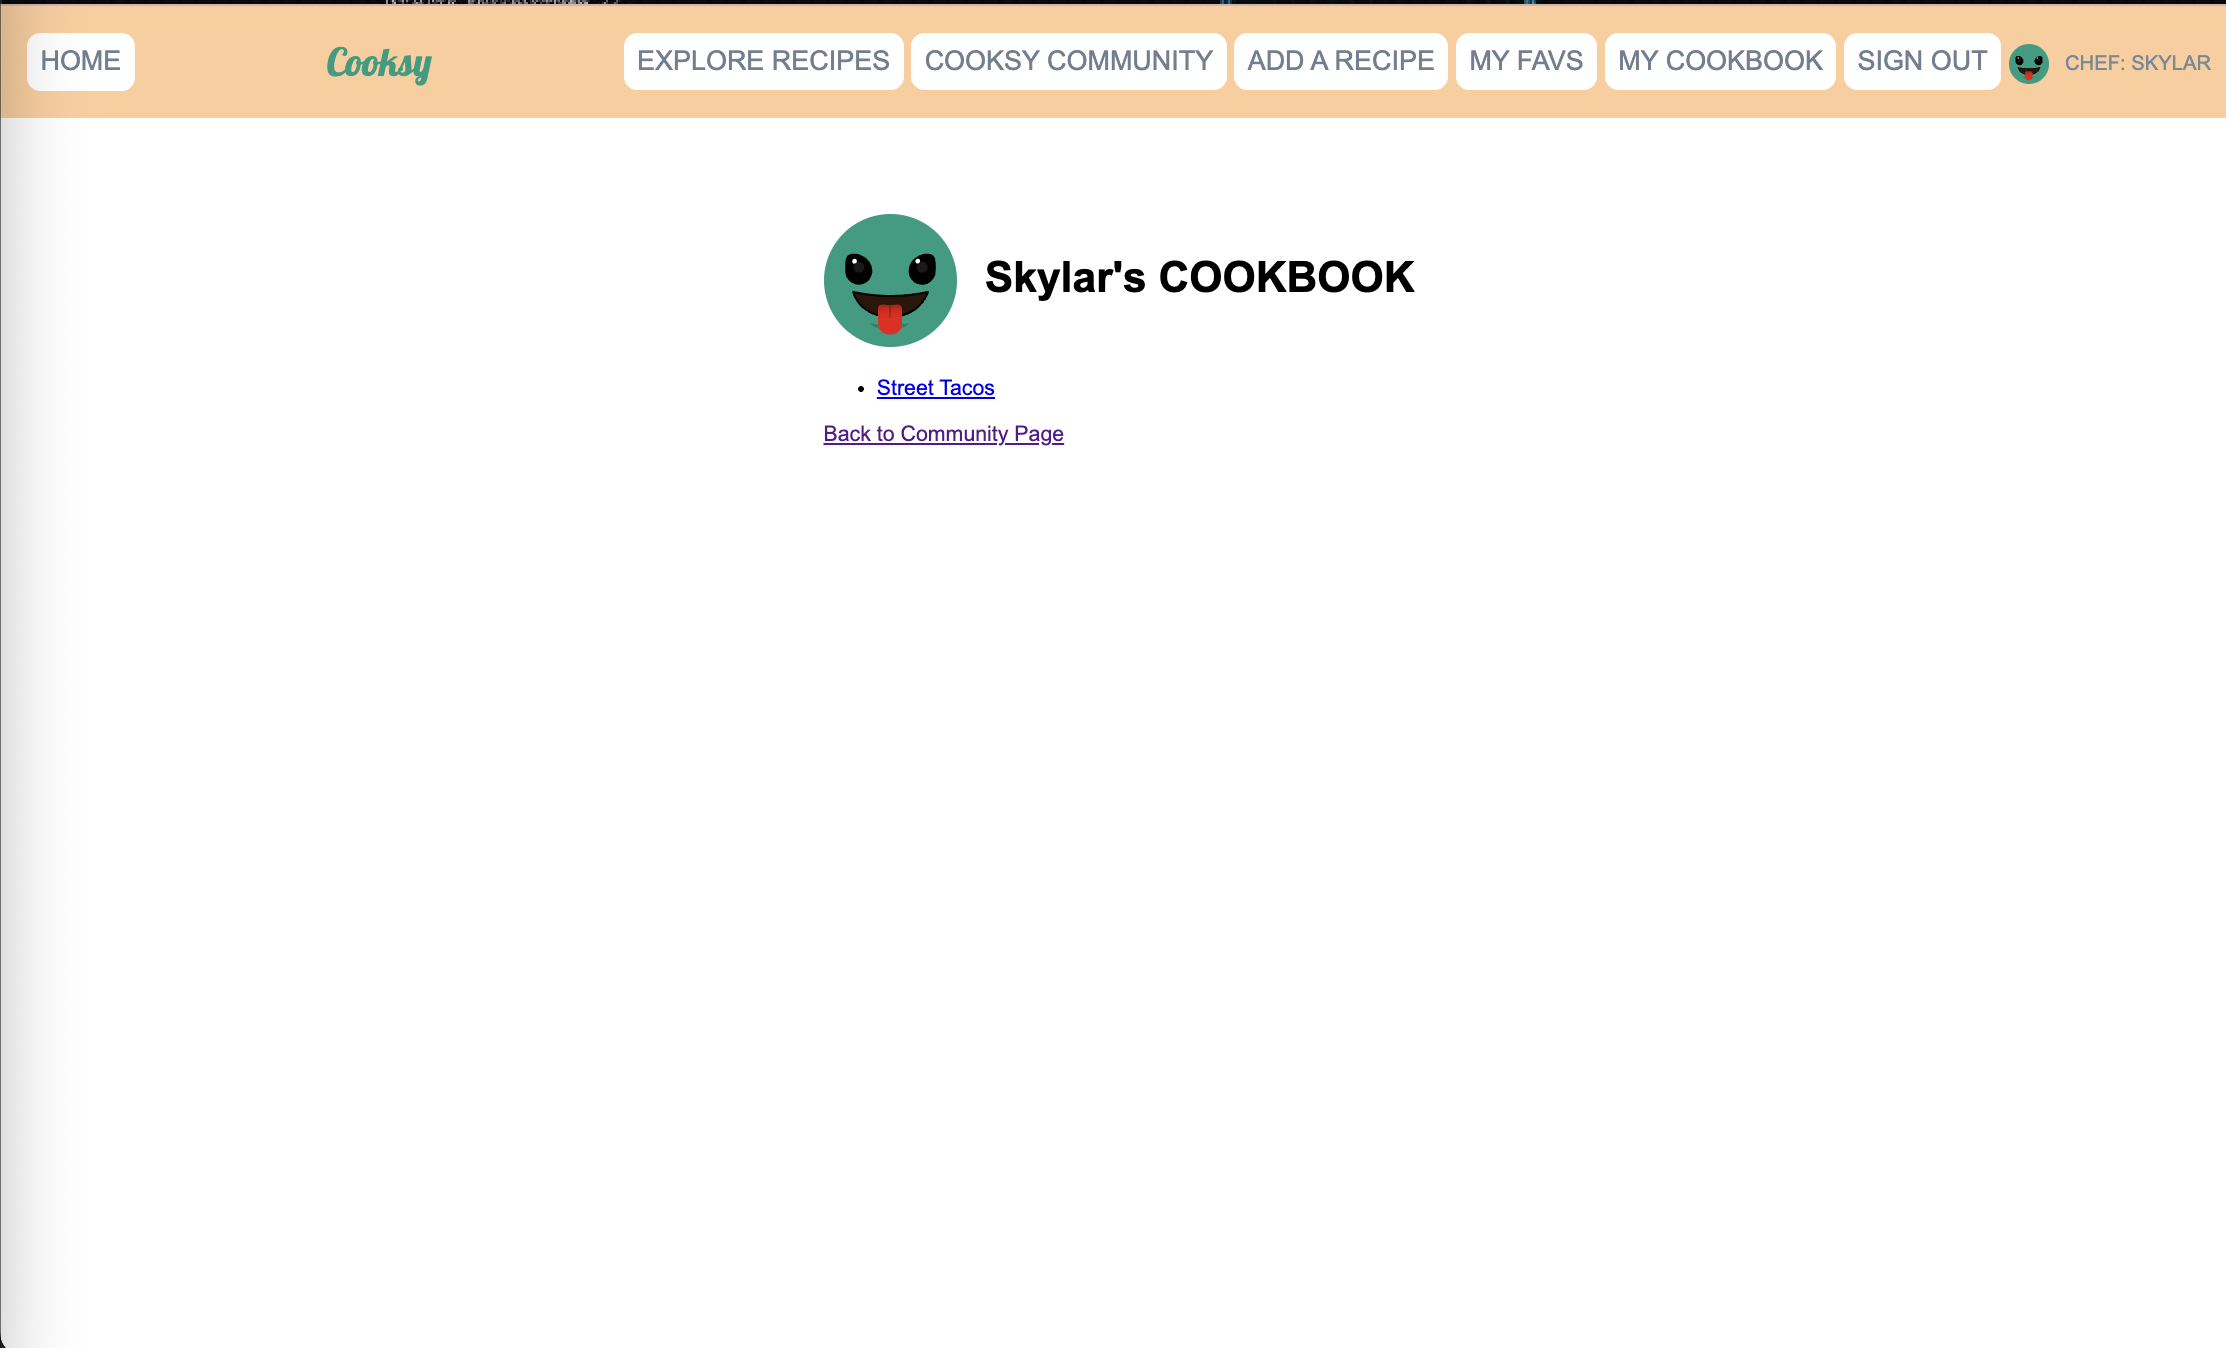 HOME Cooksy EXPLORE RECIPES COOKSY COMMUNITY ADD A RECIPE MY FAVS MY COOKBOOK SIGN OUT CHEF: SKYLAR
Skylar's COOKBOOK
• Street Tacos
Back to Community Page